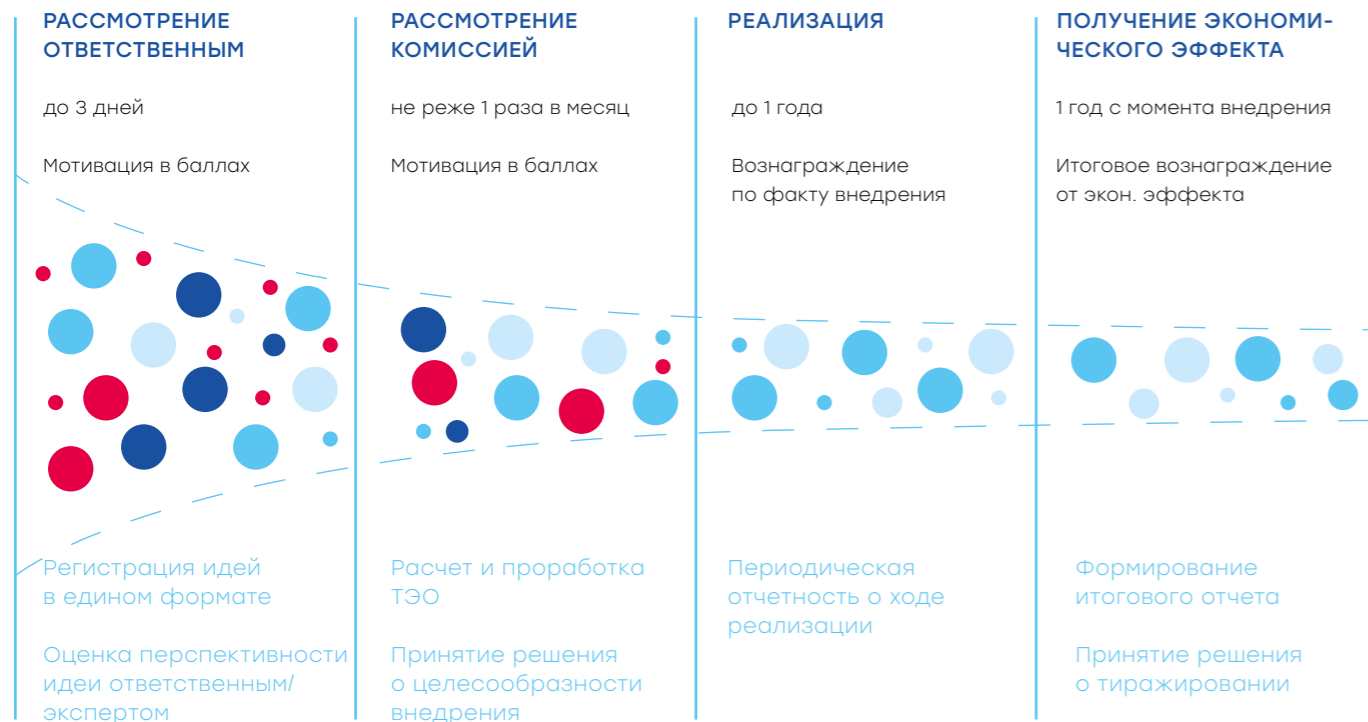 РАССМОТРЕНИЕ
ОТВЕТСТВЕННЫМ
до 3 дней
Мотивация в баллах
Регистрация идей
в едином формате
Оценка перспективности
идеи ответственным/
экспертом
РАССМОТРЕНИЕ
КОМИССИЕЙ
не реже 1 раза в месяц
Мотивация в баллах
Расчет и проработка
ТЭО
Принятие решения
о целесообразности
внедрения
РЕАЛИЗАЦИЯ
до 1 года
Вознаграждение
по факту внедрения
Периодическая
отчетность о ходе
реализации
ПОЛУЧЕНИЕ ЭКОНОМИ-
ЧЕСКОГО ЭФФЕКТА
1 год с момента внедрения
Итоговое вознаграждение
от экон. эффекта
Формирование
итогового отчета
Принятие решения
о тиражировании